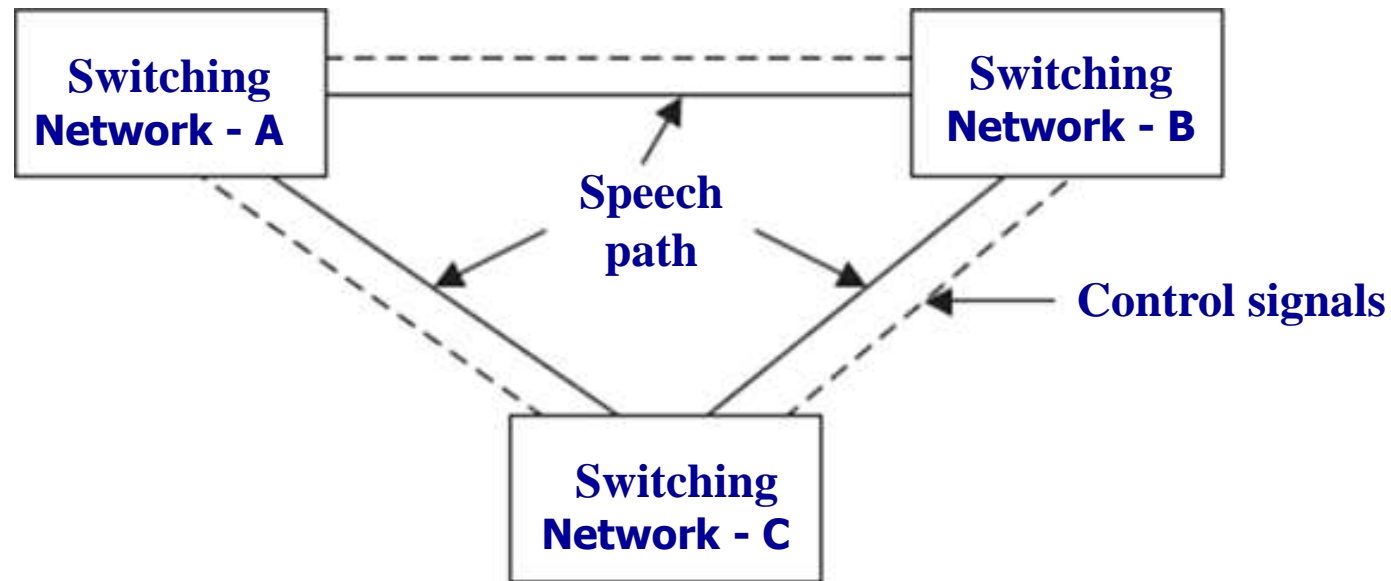 Switching
Network - A
Switching
Network - B
Speech
path
Control signals
Switching
Network - C